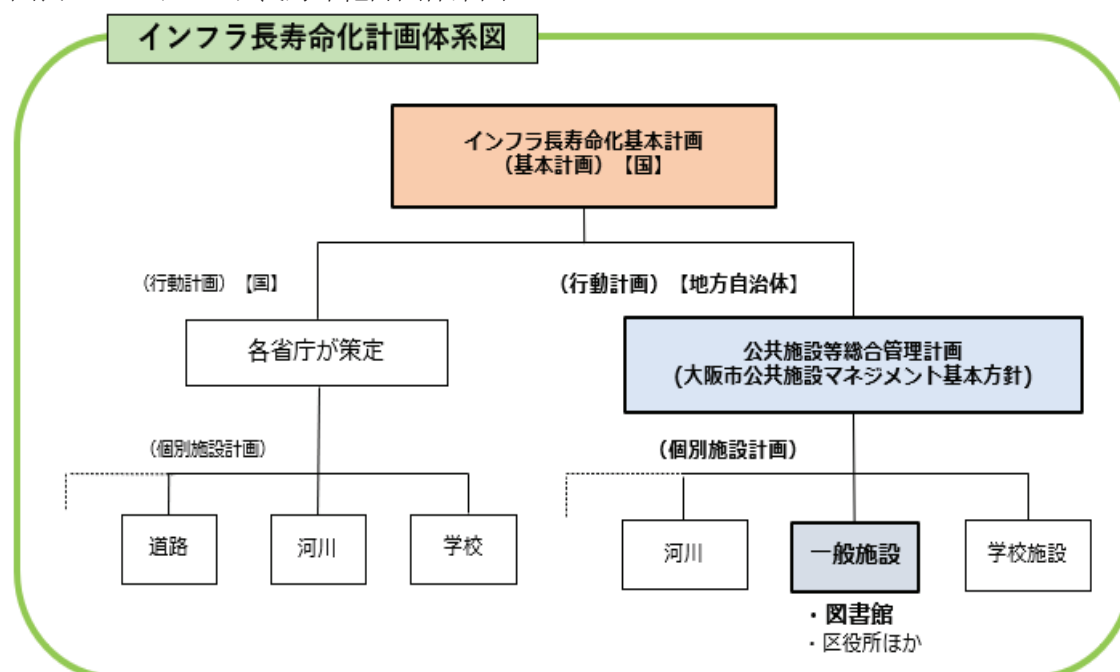 インフラ長寿命化計画体系図
インフラ長寿命化基本計画
(基本計画)【国】
(行動計画)【国】
(行動計画)【地方自治体】
各省庁が策定
公共施設等総合管理計画
(大阪市公共施設マネジメント基本方針)
(個別施設計画)
(個別施設計画)
道路
河川
学校
河川
一般施設
学校施設
・図書館
・区役所ほか